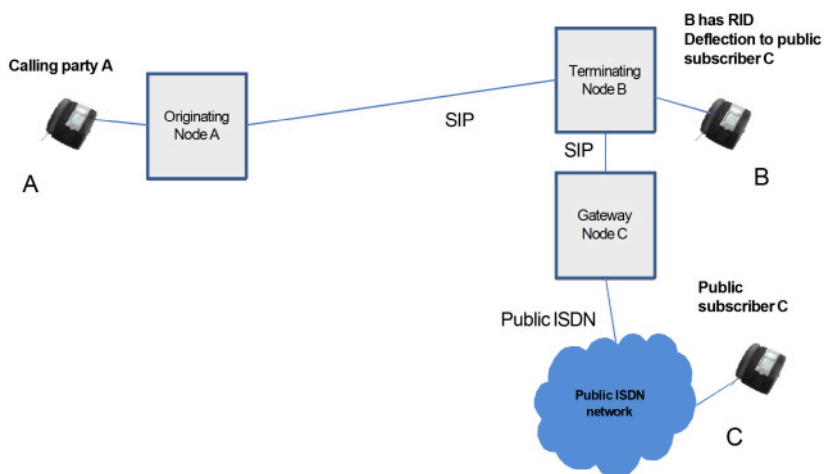 B has RID
Deflection to public
subscriber C
Calling party A
Originating
Node A
Terminating
Node B
SIP
SIP
A
B
Gateway
Node C
Public
subscriber C
Public ISDN
Public ISDN
network
C